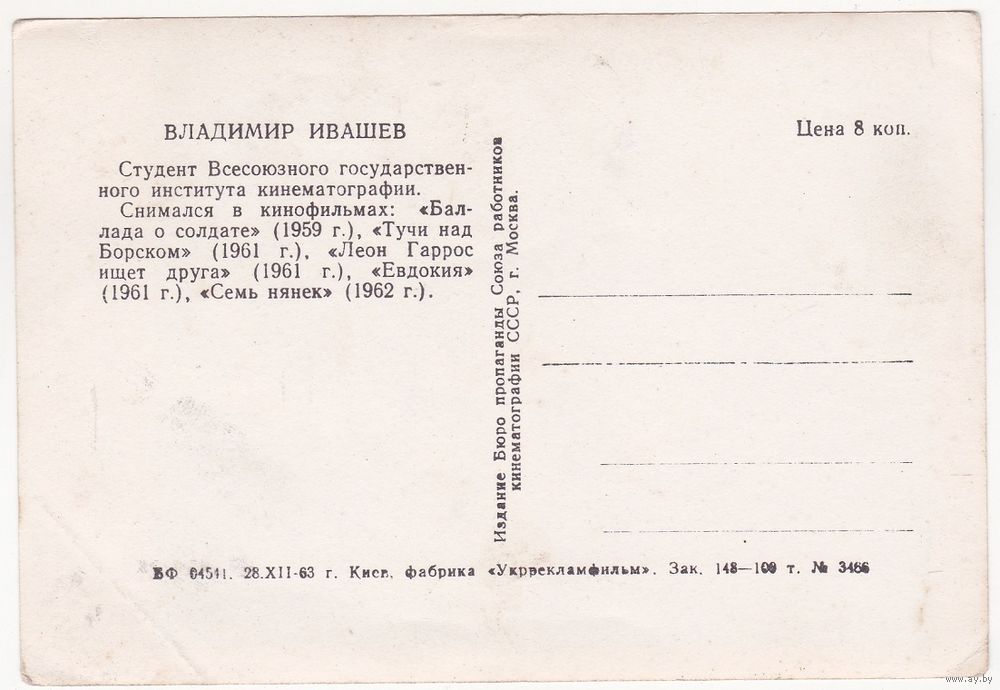 ВЛАДИМИР ИВАШЕВ
Студент Всесоюзного государствен-
ного института кинематографии.
Снимался в кинофильмах: «Бал-
лада о солдате» (1959 г.), «Тучи над
Борском» (1961 г.), «Леон Гаррос
ищет друга» (1961 г.), «Евдокия»
(1961 г.), «Семь нянек» (1962 г.).
Издание Бюро пропаганды Союза работников
кинематографии СССР, г. Москва.
Цена 8 коп.
БФ 04541. 28.XII-63 г. Киев, фабрика «Укррекламфильм». Зак. 148—100 т. № 3486
www.ay.by